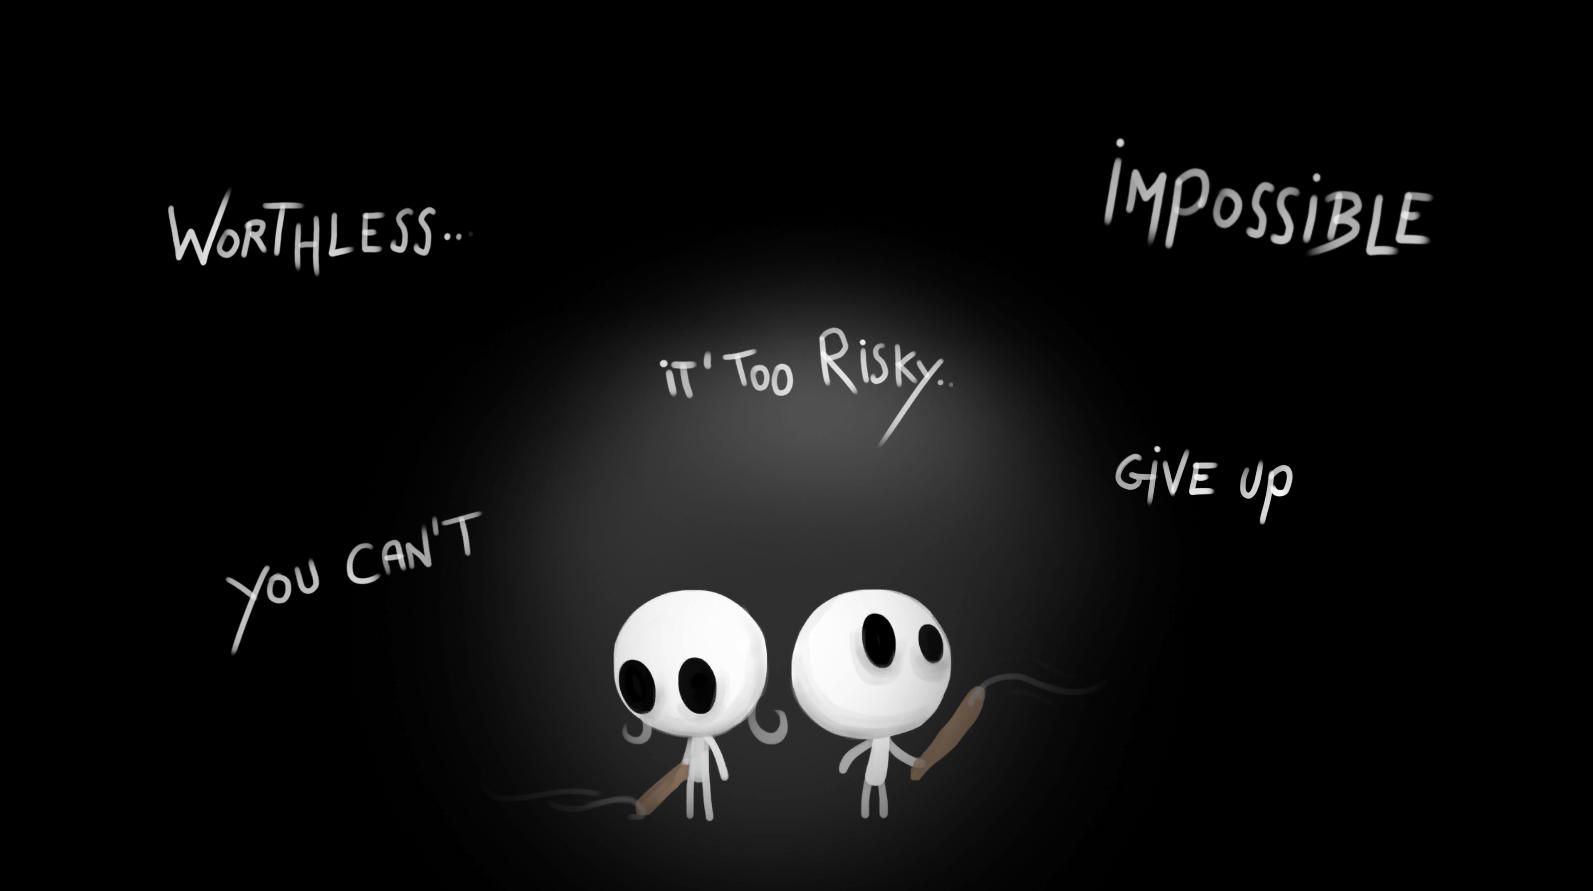 WORTHLESS...
iMPOSSiBLE
iT' TOO RiSKy..
GiVE UP
YOU CAN'T